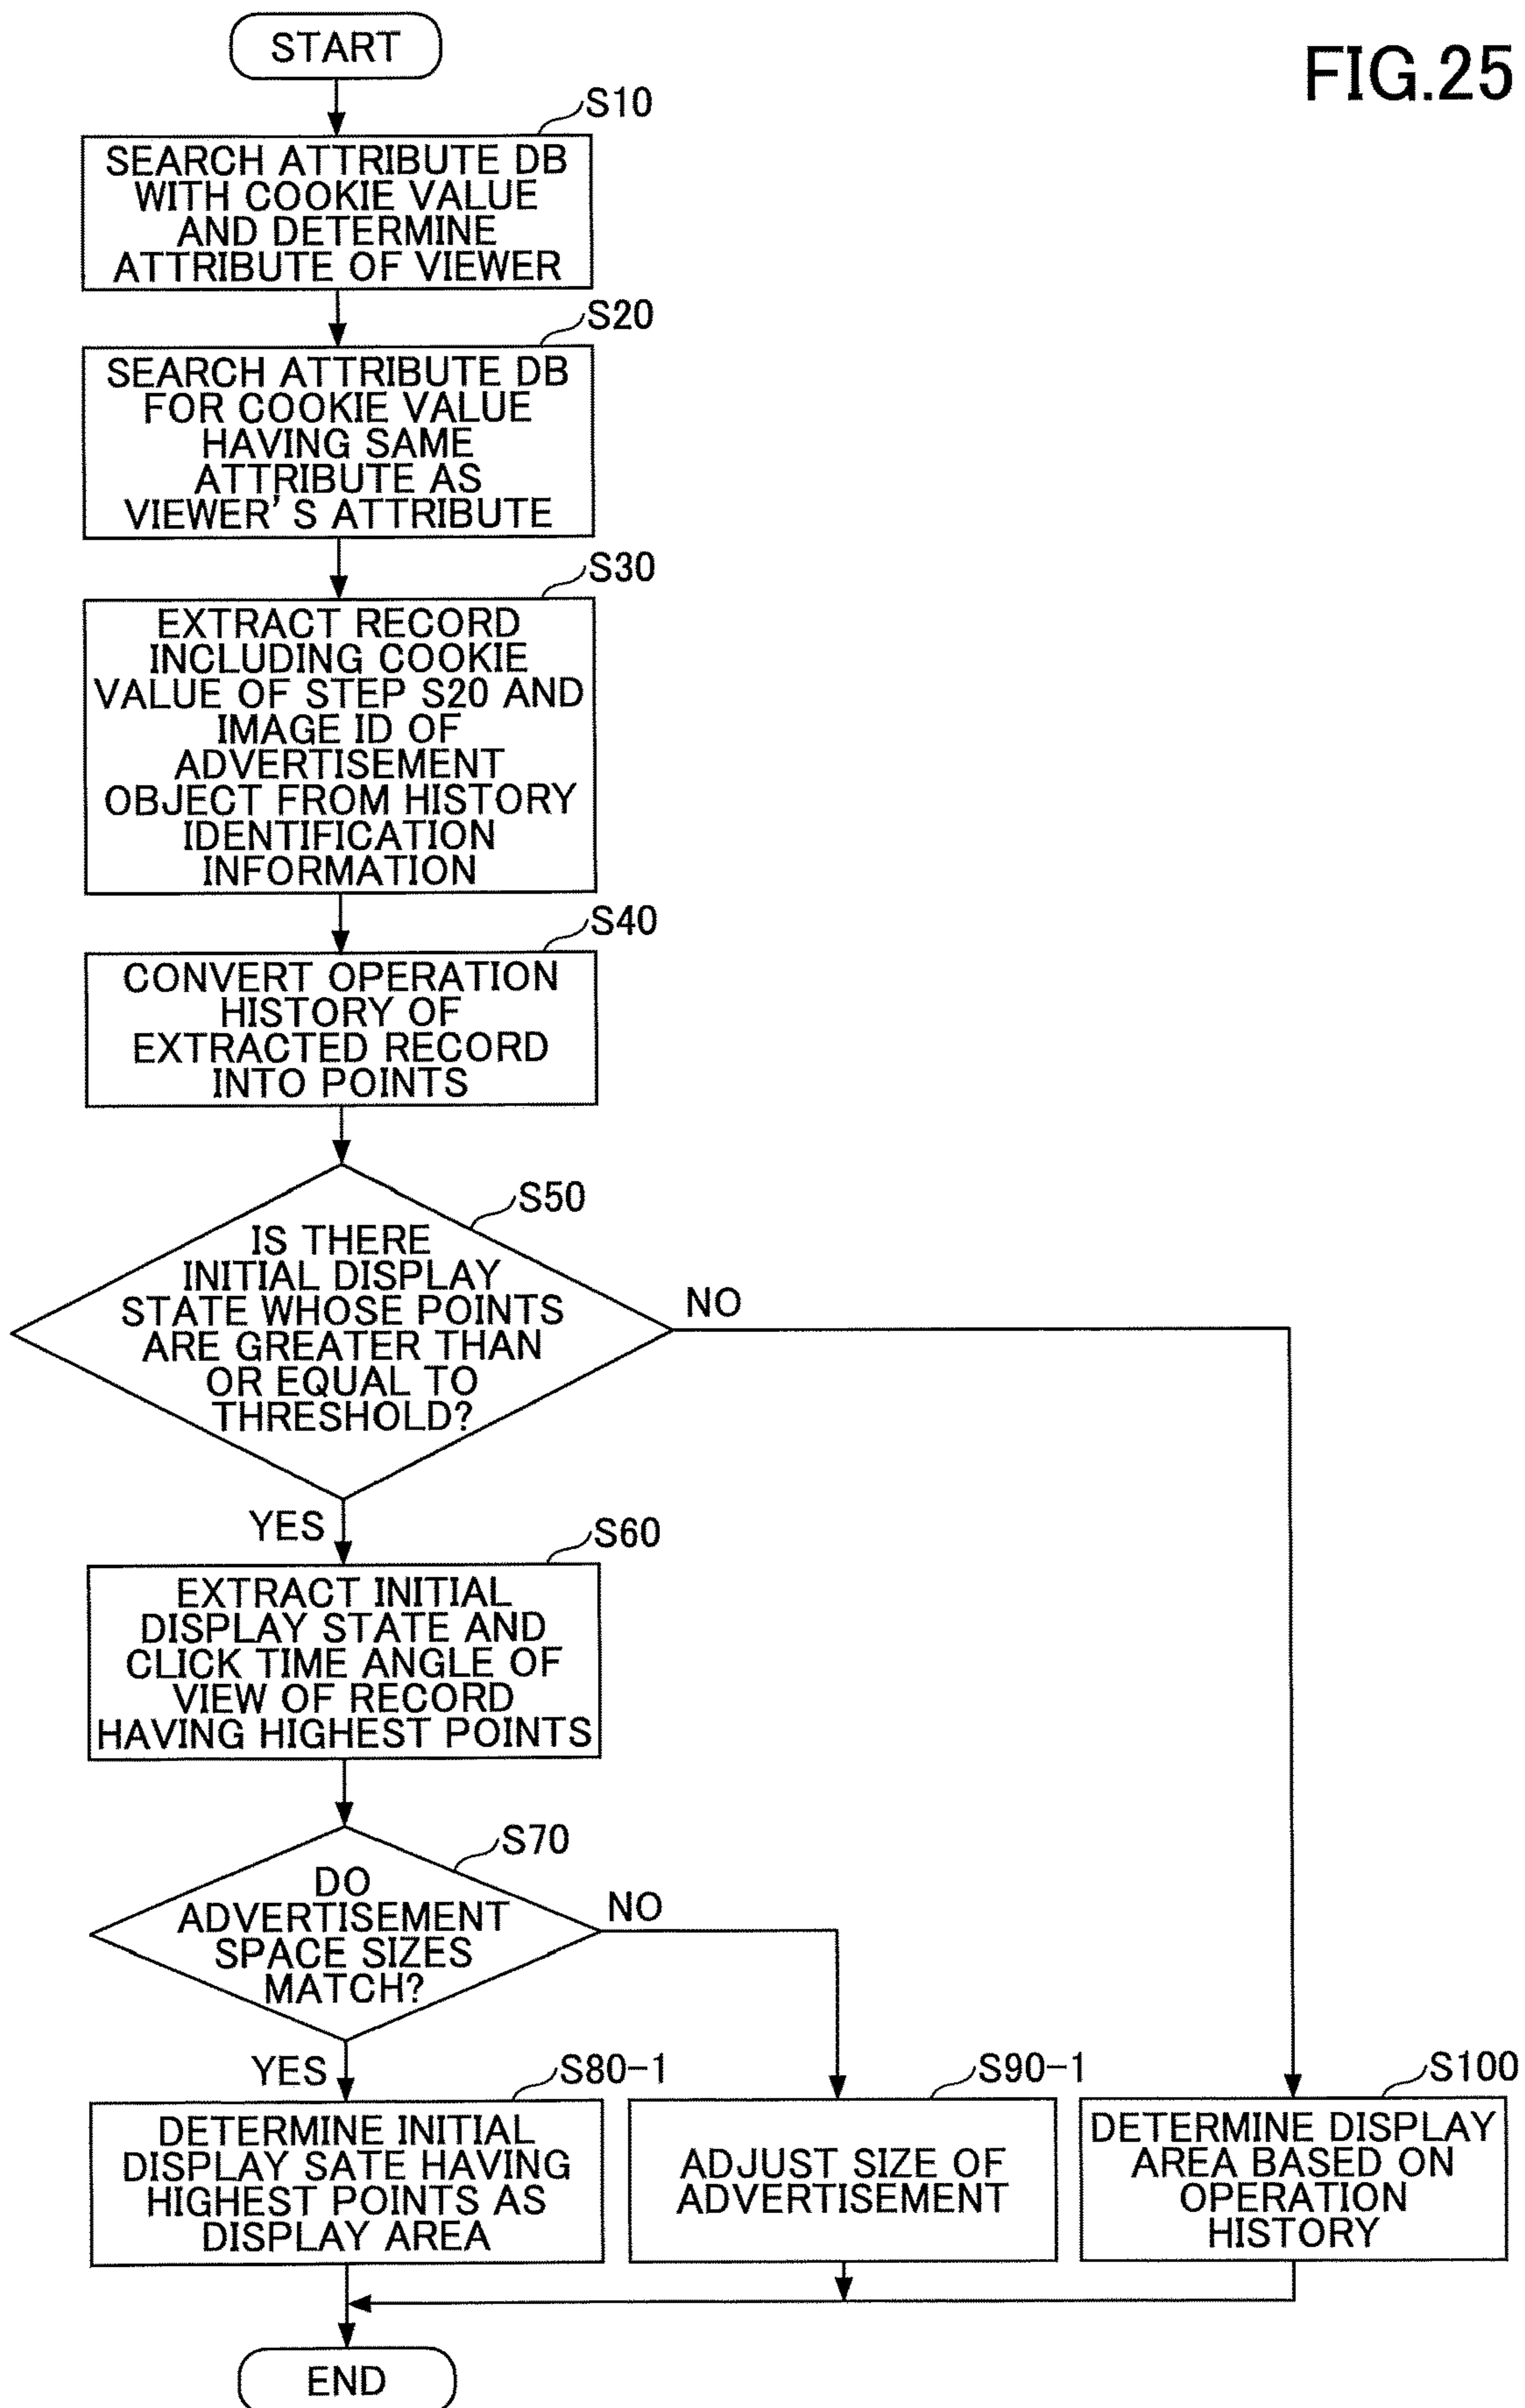 START
FIG.25
S10
SEARCH ATTRIBUTE DB
WITH COOKIE VALUE
AND DETERMINE
ATTRIBUTE OF VIEWER
S20
SEARCH ATTRIBUTE DB
FOR COOKIE VALUE
HAVING SAME
ATTRIBUTE AS
VIEWER'S ATTRIBUTE
S30
EXTRACT RECORD
INCLUDING COOKIE
VALUE OF STEP S20 AND
IMAGE ID OF
ADVERTISEMENT
OBJECT FROM HISTORY
IDENTIFICATION
INFORMATION
S40
CONVERT OPERATION
HISTORY OF
EXTRACTED RECORD
INTO POINTS
S50
IS THERE
INITIAL DISPLAY
STATE WHOSE POINTS
ARE GREATER THAN
OR EQUAL TO
THRESHOLD?
NO
YES
S60
EXTRACT INITIAL
DISPLAY STATE AND
CLICK TIME ANGLE OF
VIEW OF RECORD
HAVING HIGHEST POINTS
S70
DO
ADVERTISEMENT
SPACE SIZES
MATCH?
NO
YES
S80-1
DETERMINE INITIAL
DISPLAY SATE HAVING
HIGHEST POINTS AS
DISPLAY AREA
S90-1
ADJUST SIZE OF
ADVERTISEMENT
S100
DETERMINE DISPLAY
AREA BASED ON
OPERATION
HISTORY
END